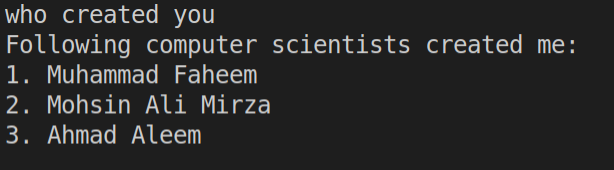 who created you
Following computer scientists created me:
1. Muhammad Faheem
2. Mohsin Ali Mirza
3. Ahmad Aleem